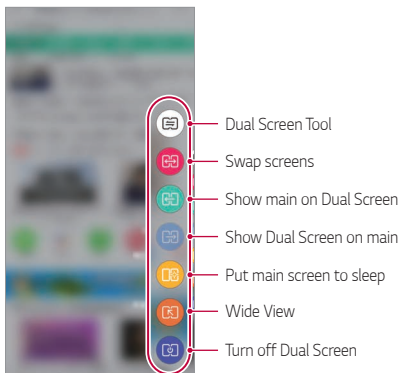 Dual Screen Tool
Swap screens
Show main on Dual Screen
Show Dual Screen on main
Put main screen to sleep
Wide View
Turn off Dual Screen